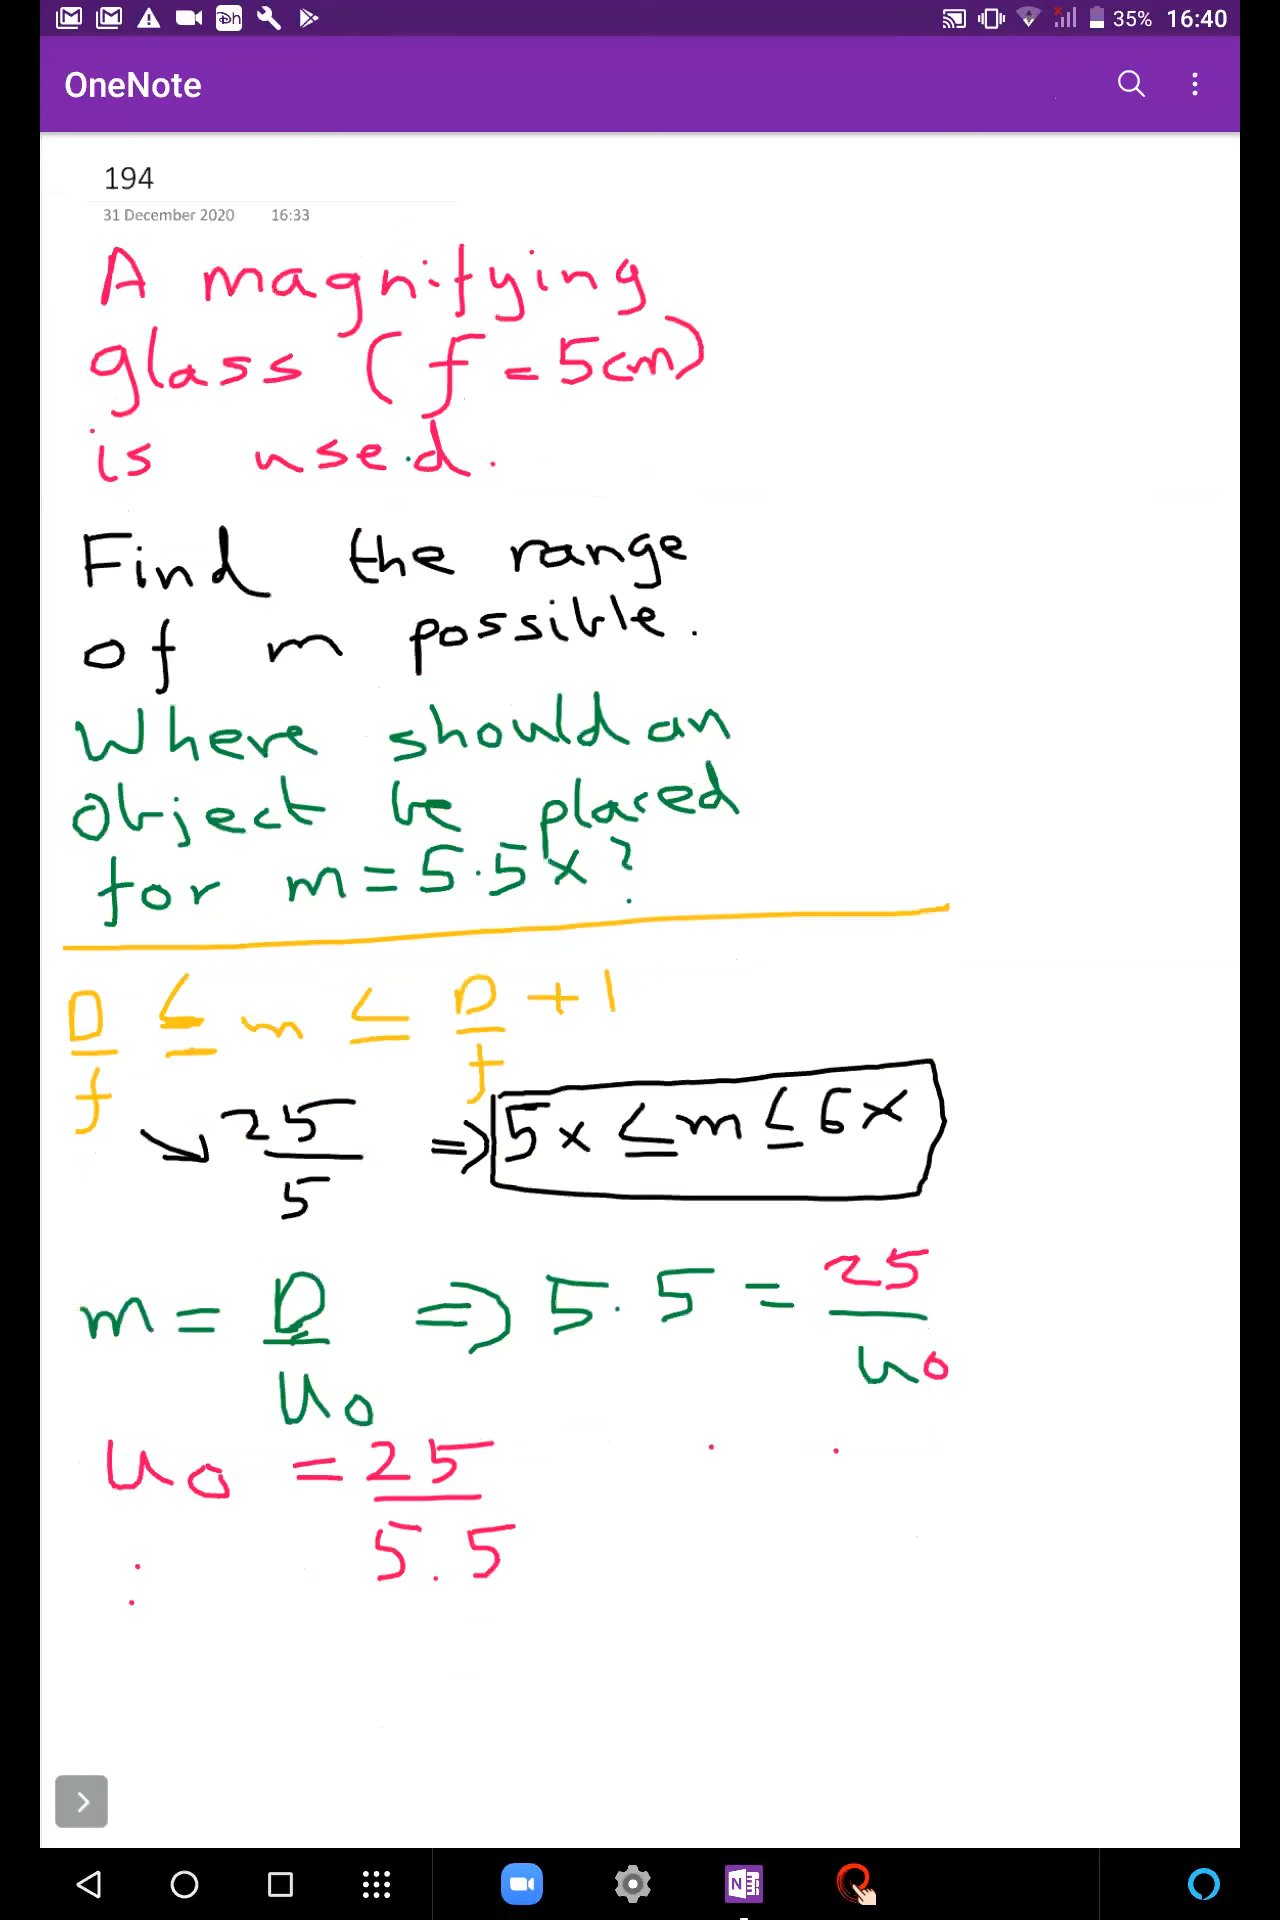 35% 16:40
OneNote
194
31 December 2020 16:33
A magnifying
glass (f = 5cm)
is used.
Find the range
of m possible.
Where should an
object be placed
for m = 5.5x?
D/f ≤ m ≤ D/f + 1
↘ 25/5 ⇒ 5x ≤ m ≤ 6x
m = D/u₀ ⇒ 5.5 = 25/u₀
u₀ = 25/5.5